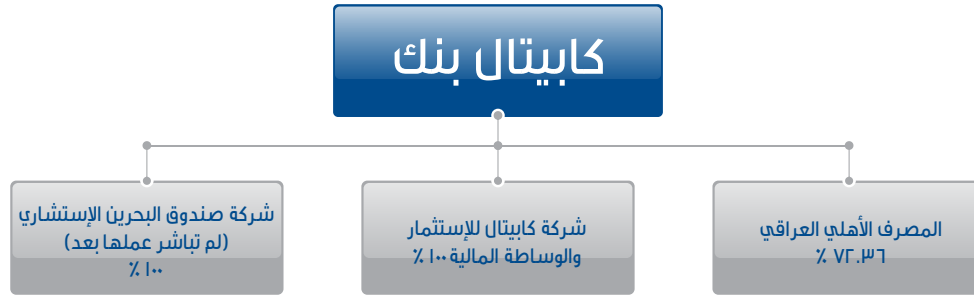 كابيتال بنك
المصرف الأهلي العراقي
٧٢.٣٦ ٪
شركة كابيتال للإستثمار
والوساطة المالية ١٠٠ ٪
شركة صندوق البحرين الإستشاري
(لم تباشر عملها بعد)
١٠٠ ٪